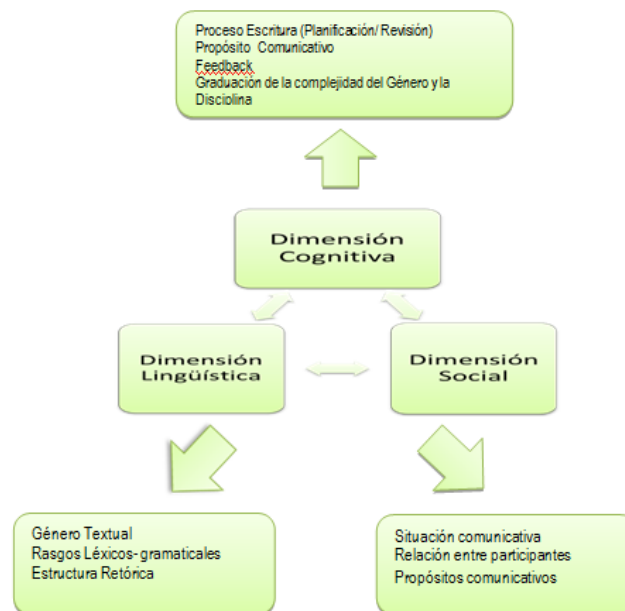 Proceso Escritura (Planificación/ Revisión)
Propósito Comunicativo
Feedback
Graduación de la complejidad del Género y la
Disciolina
Dimensión
Cognitiva
Dimensión
Lingüística
Dimensión
Social
Género Textual
Rasgos Léxicos- gramaticales
Estructura Retórica
Situación comunicativa
Relación entre participantes
Propósitos comunicativos